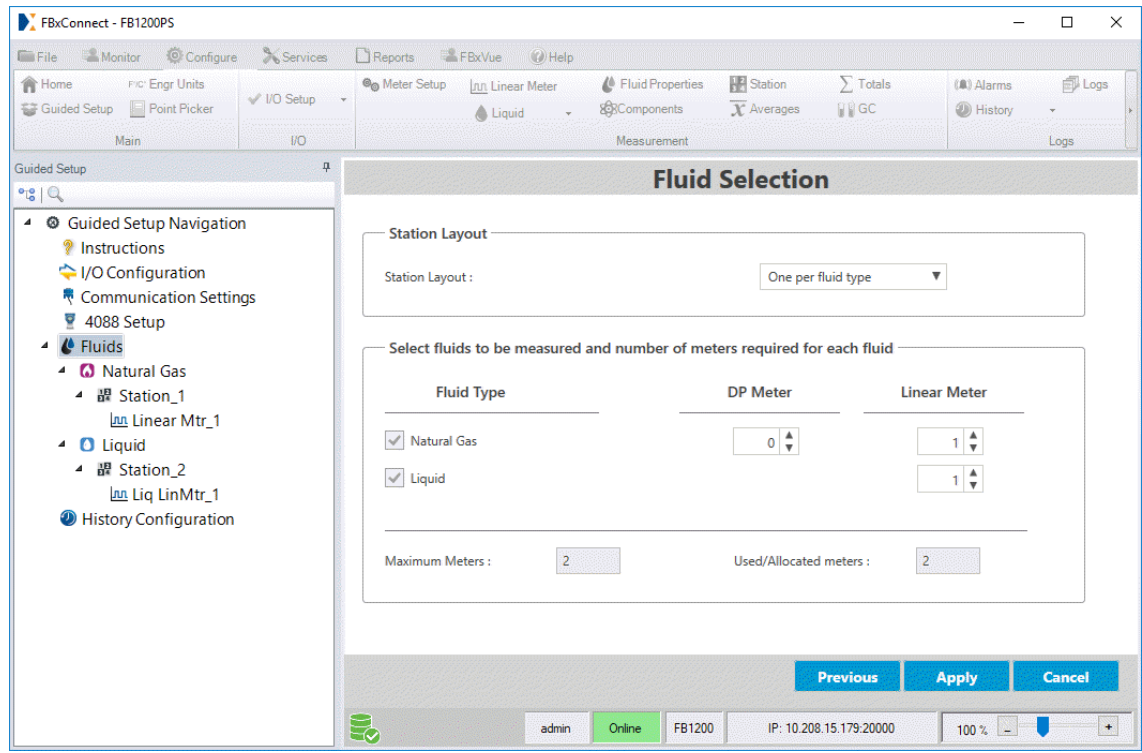 FBxConnect - FB1200PS
File Monitor Configure Services Reports FBxVue Help
Home Engr Units Meter Setup Linear Meter Fluid Properties Station Totals Alarms Logs
Guided Setup Point Picker I/O Setup Liquid Components Averages GC History
Main I/O Measurement Logs
Guided Setup
Fluid Selection
Guided Setup Navigation
Instructions
I/O Configuration
Communication Settings
4088 Setup
Fluids
Natural Gas
Station_1
Linear Mtr_1
Liquid
Station_2
Liq LinMtr_1
History Configuration
Station Layout
Station Layout : One per fluid type
Select fluids to be measured and number of meters required for each fluid
Fluid Type DP Meter Linear Meter
Natural Gas 0 1
Liquid 1
Maximum Meters : 2 Used/Allocated meters : 2
Previous Apply Cancel
admin Online FB1200 IP: 10.208.15.179:20000 100 % - +